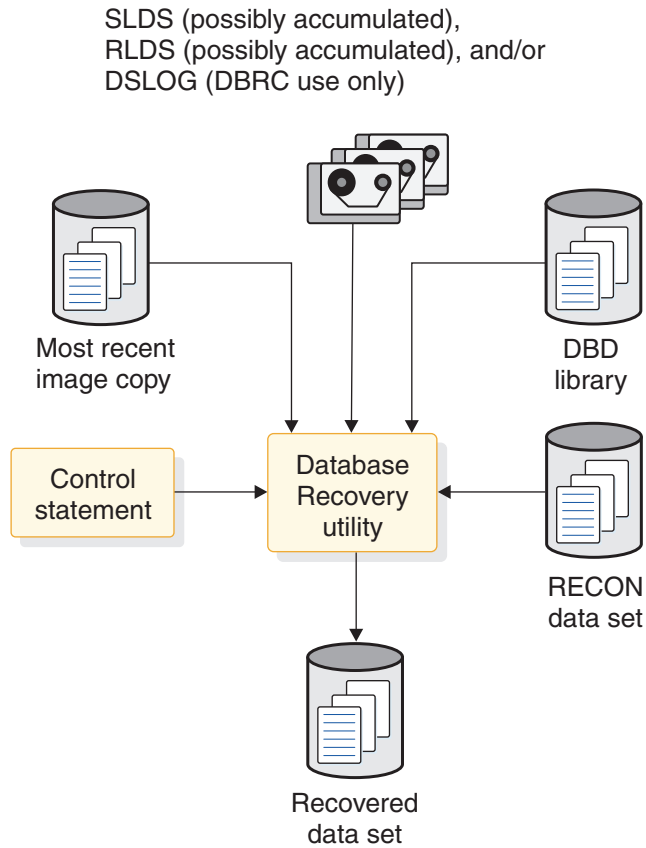 SLDS (possibly accumulated),
RLDS (possibly accumulated), and/or
DSLOG (DBRC use only)
Most recent
image copy
DBD
library
Control
statement
Database
Recovery
utility
RECON
data set
Recovered
data set